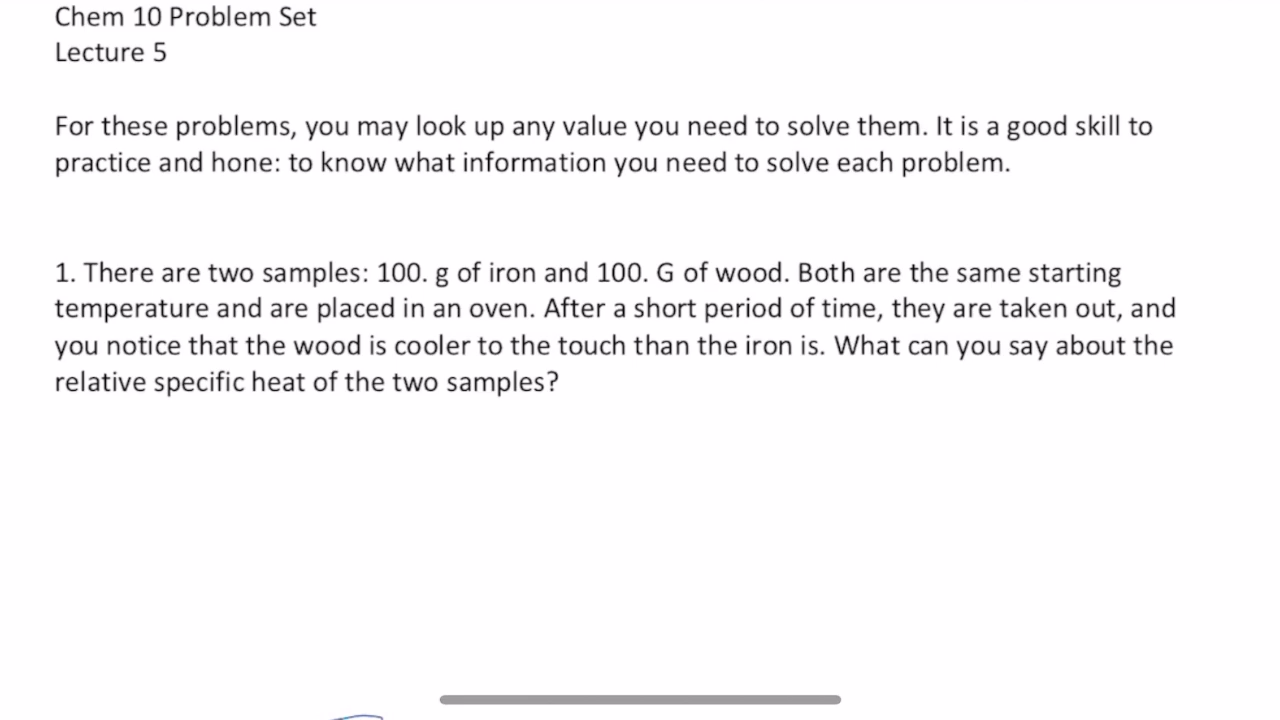 Chem 10 Problem Set
Lecture 5
For these problems, you may look up any value you need to solve them. It is a good skill to
practice and hone: to know what information you need to solve each problem.
1. There are two samples: 100. g of iron and 100. G of wood. Both are the same starting
temperature and are placed in an oven. After a short period of time, they are taken out, and
you notice that the wood is cooler to the touch than the iron is. What can you say about the
relative specific heat of the two samples?